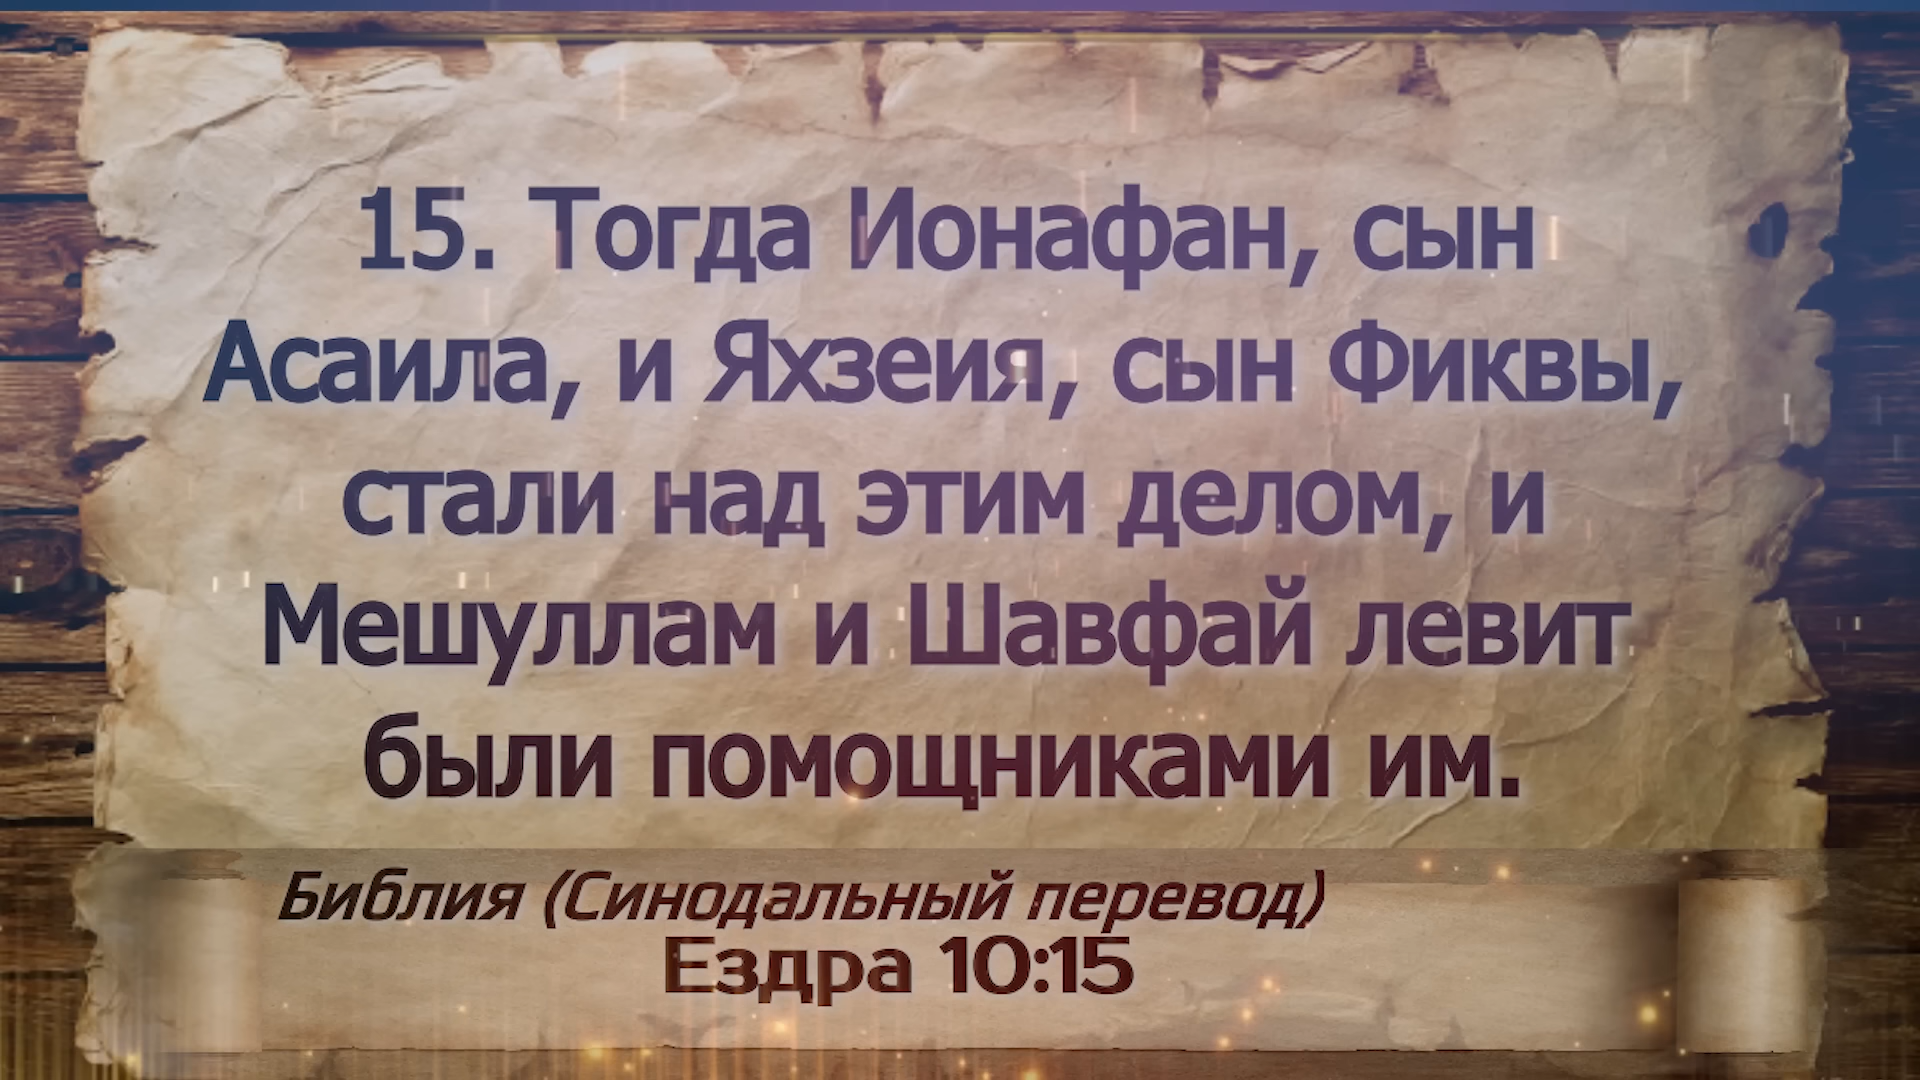 15. Тогда Ионафан, сын
Асаила, и Яхзеия, сын Фиквы,
стали над этим делом, и
Мешуллам и Шавфай левит
были помощниками им.
Библия (Синодальный перевод)
Ездра 10:15